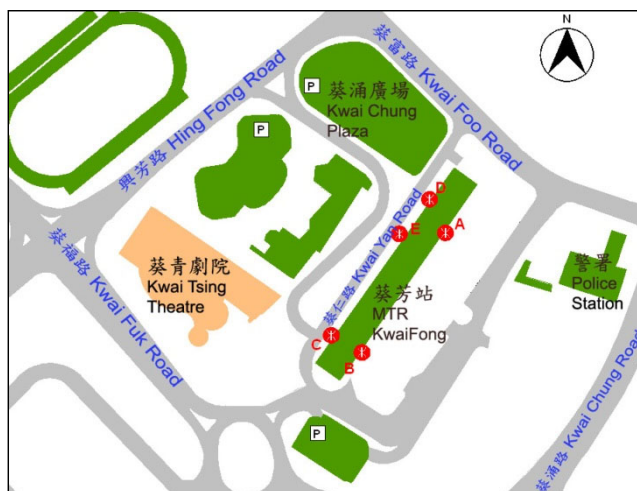 N
葵富路 Kwai Foo Road
P
葵涌廣場
Kwai Chung
Plaza
興芳路 Hing Fong Road
P
D
A
E
葵仁路 Kwai Yan Road
葵青劇院
Kwai Tsing
Theatre
葵芳站
MTR
KwaiFong
警署
Police
Station
葵福路 Kwai Fuk Road
C
B
P
葵涌路 Kwai Chung Road